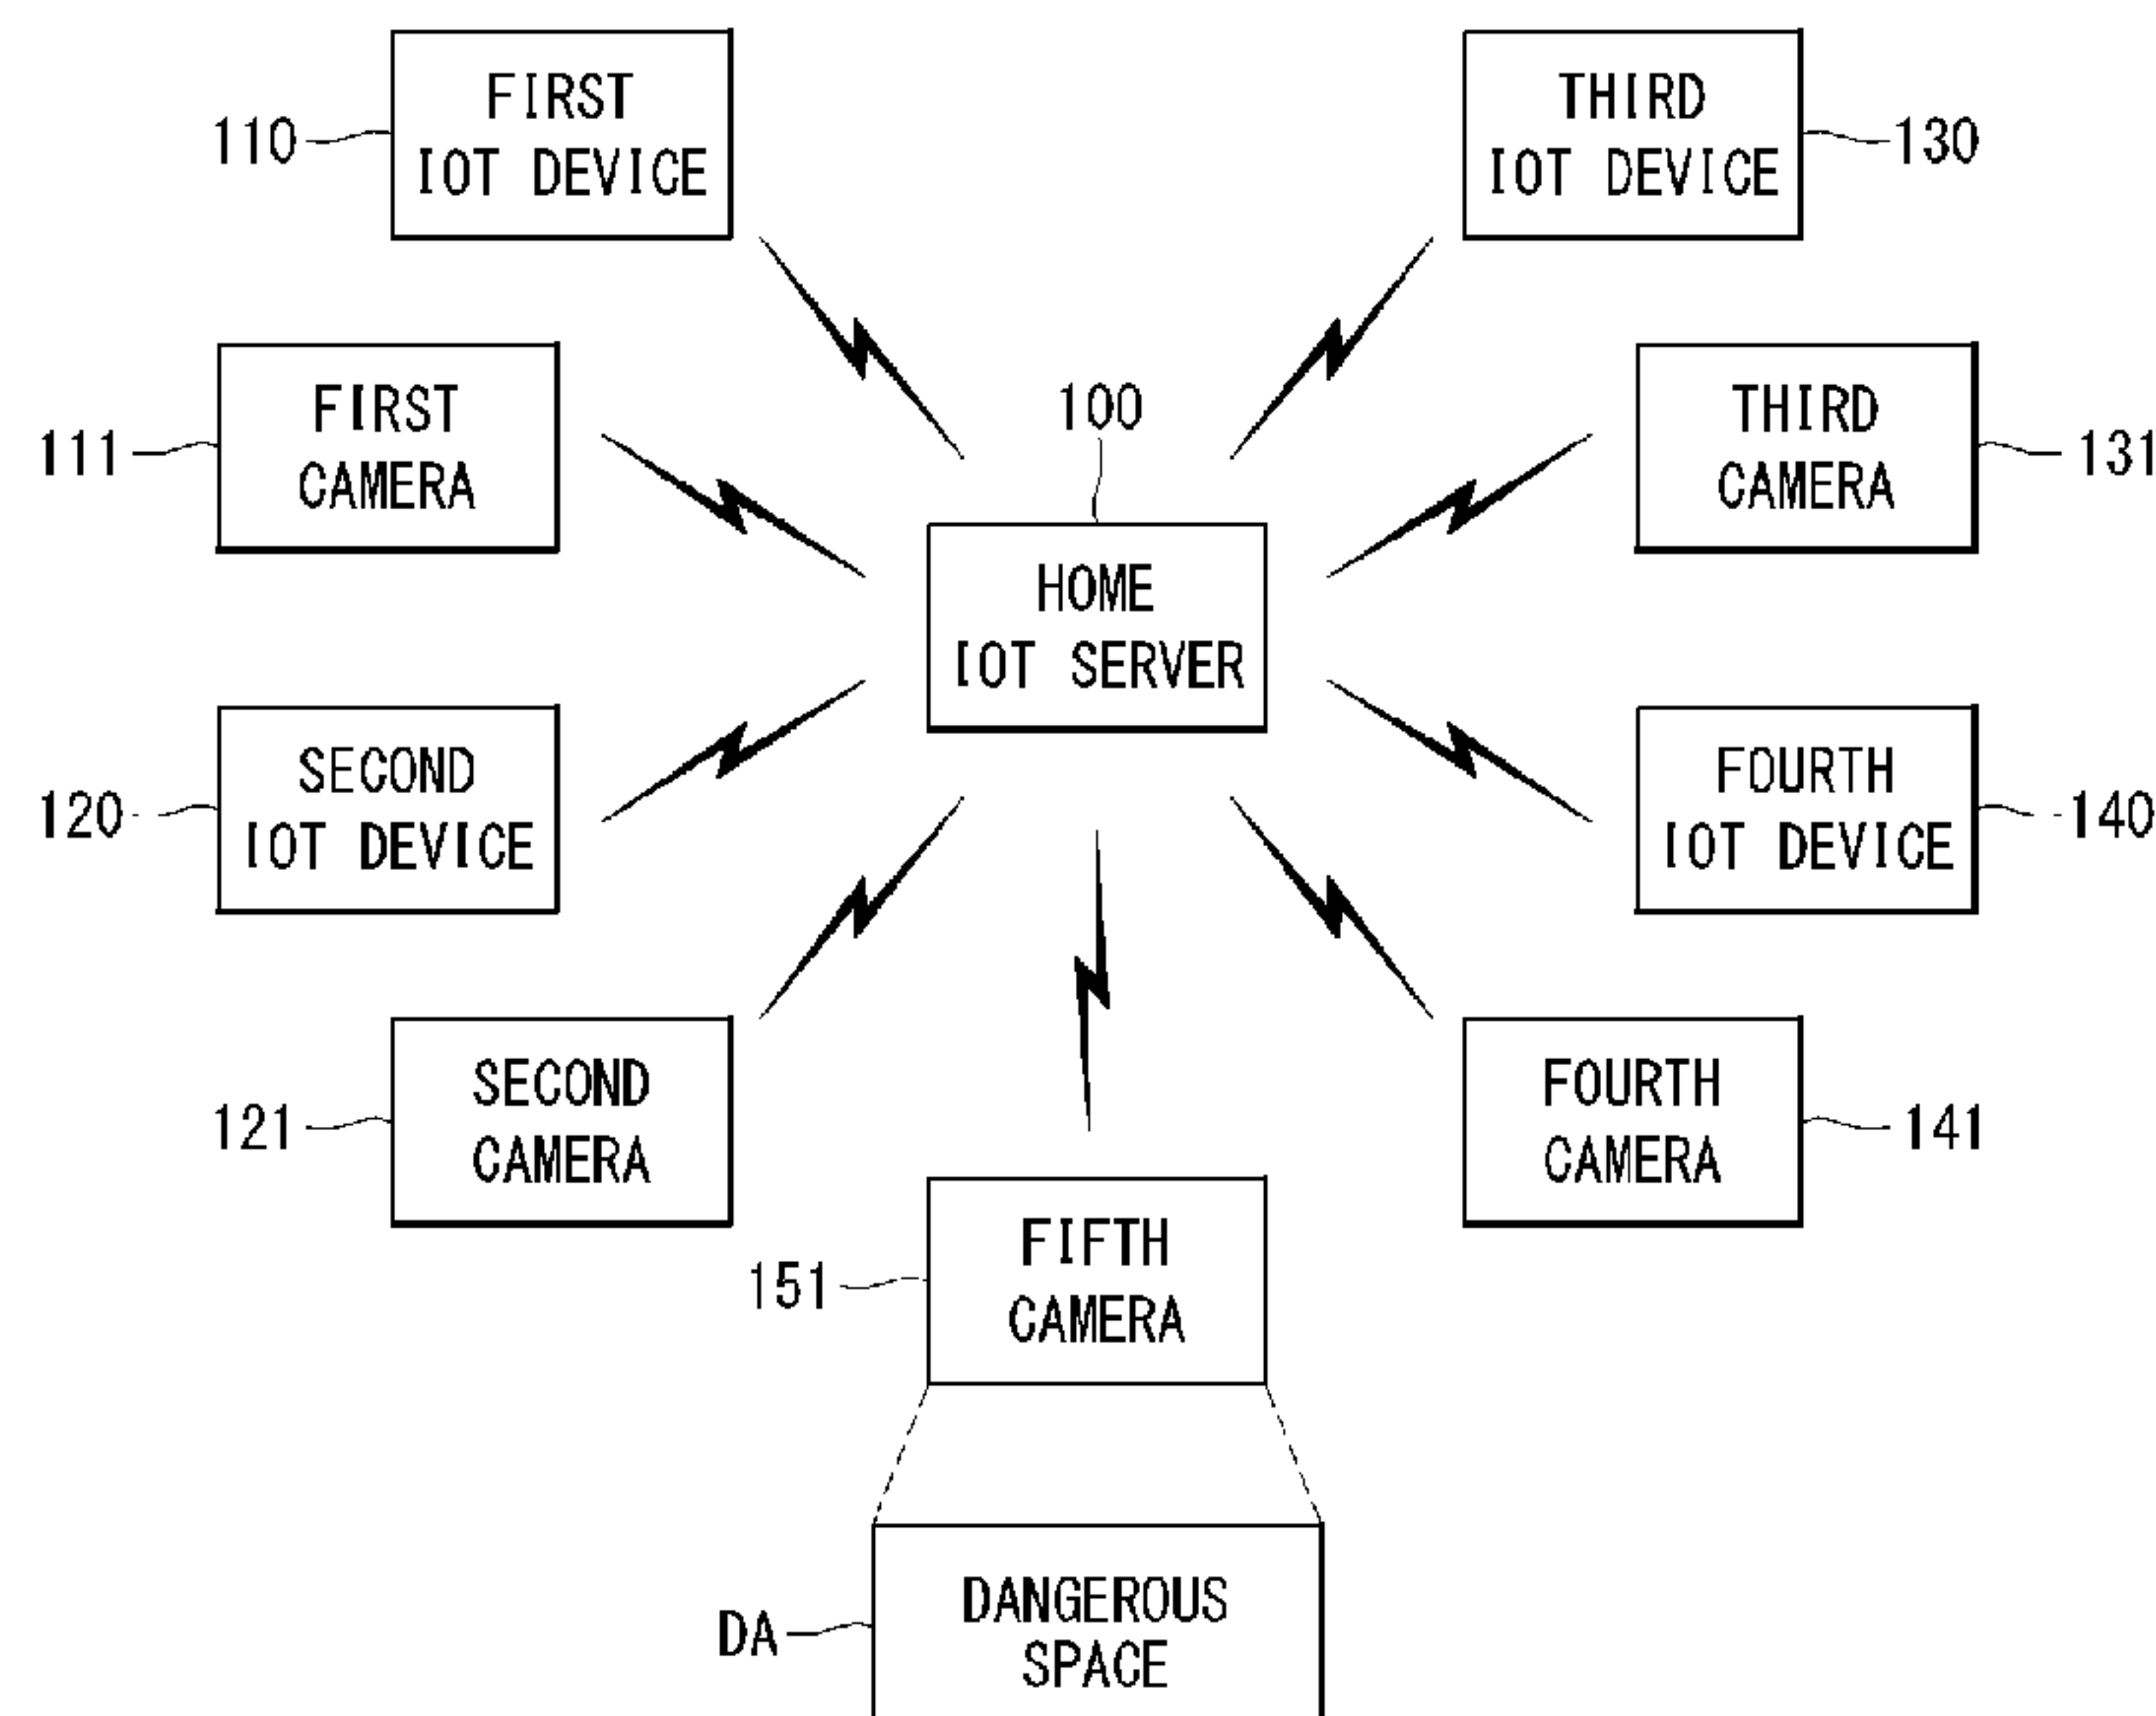 FIRST
IOT DEVICE
110
THIRD
IOT DEVICE
130
FIRST
CAMERA
111
100
THIRD
CAMERA
131
HOME
IOT SERVER
SECOND
IOT DEVICE
120
FOURTH
IOT DEVICE
140
SECOND
CAMERA
121
FOURTH
CAMERA
141
FIFTH
CAMERA
151
DANGEROUS
SPACE
DA